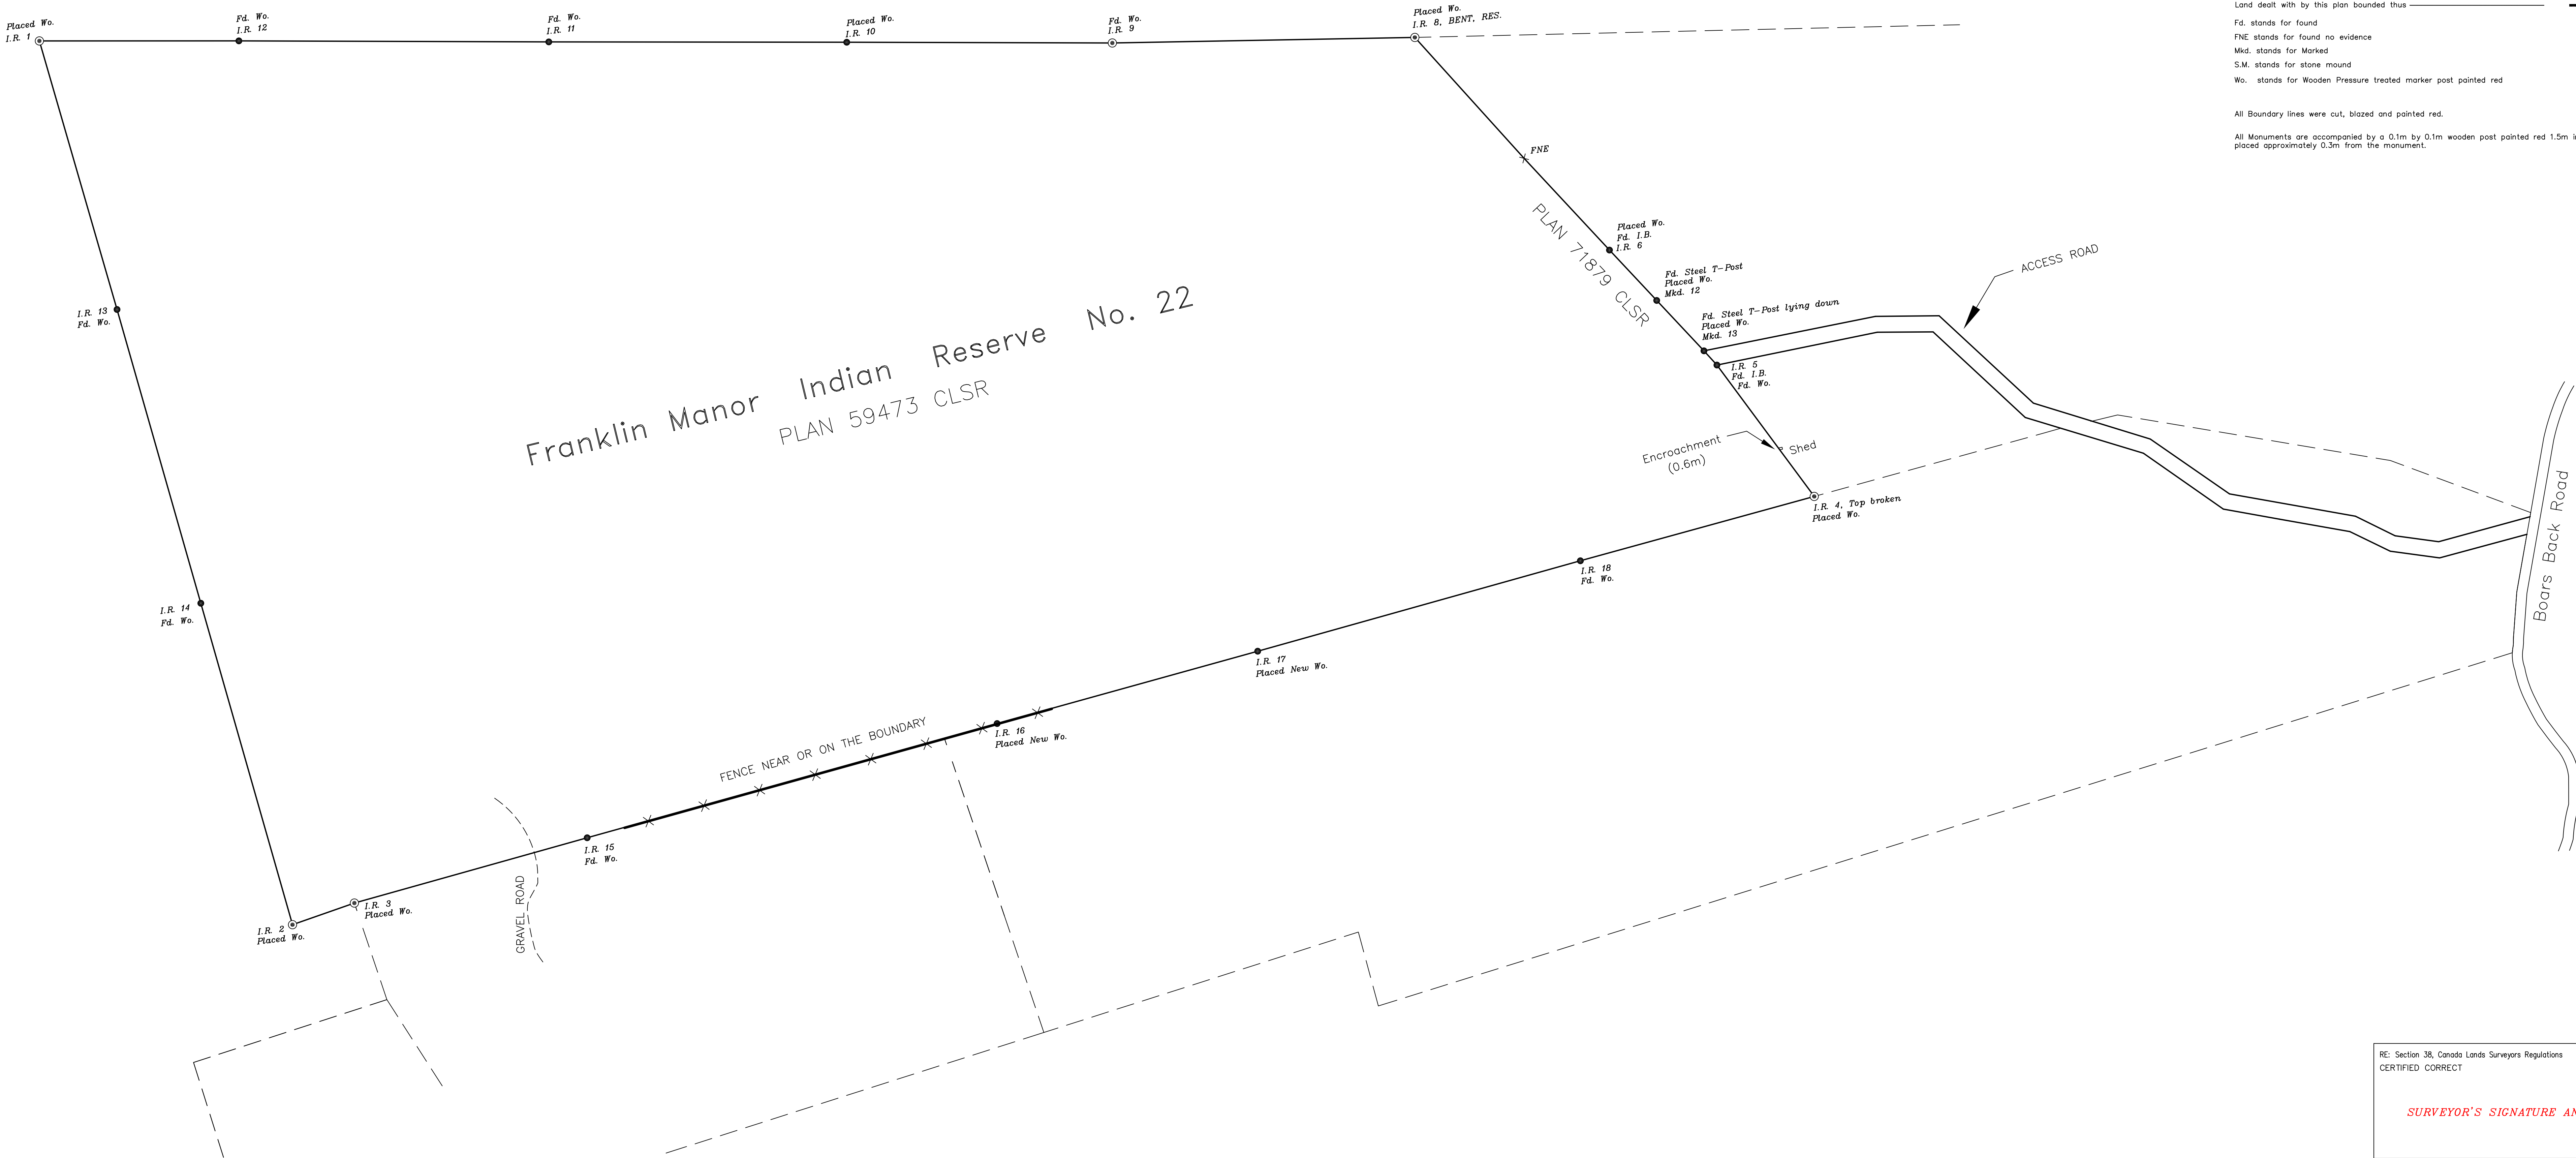 Placed Wo.
I.R. 1
Fd. Wo.
I.R. 12
Fd. Wo.
I.R. 11
Placed Wo.
I.R. 10
Fd. Wo.
I.R. 9
Placed Wo.
I.R. 8, BENT, RES.
Land dealt with by this plan bounded thus
Fd. stands for found
FNE stands for found no evidence
Mkd. stands for Marked
S.M. stands for stone mound
Wo. stands for Wooden Pressure treated marker post painted red
All Boundary lines were cut, blazed and painted red.
All Monuments are accompanied by a 0.1m by 0.1m wooden post painted red 1.5m
placed approximately 0.3m from the monument.
FNE
PLAN 71879 CLSR
Placed Wo.
Fd. I.B.
I.R. 6
Fd. Steel T-Post
Placed Wo.
Mkd. 12
Fd. Steel T-Post lying down
Placed Wo.
Mkd. 13
ACCESS ROAD
I.R. 5
Fd. I.B.
Fd. Wo.
I.R. 13
Fd. Wo.
Franklin Manor Indian Reserve No. 22
PLAN 59473 CLSR
Encroachment
(0.6m)
Shed
I.R. 4, Top broken
Placed Wo.
Boars Back Road
I.R. 14
Fd. Wo.
I.R. 18
Fd. Wo.
I.R. 17
Placed New Wo.
FENCE NEAR OR ON THE BOUNDARY
I.R. 16
Placed New Wo.
I.R. 15
Fd. Wo.
GRAVEL ROAD
I.R. 3
Placed Wo.
I.R. 2
Placed Wo.
RE: Section 38, Canada Lands Surveyors Regulations
CERTIFIED CORRECT
SURVEYOR'S SIGNATURE AN